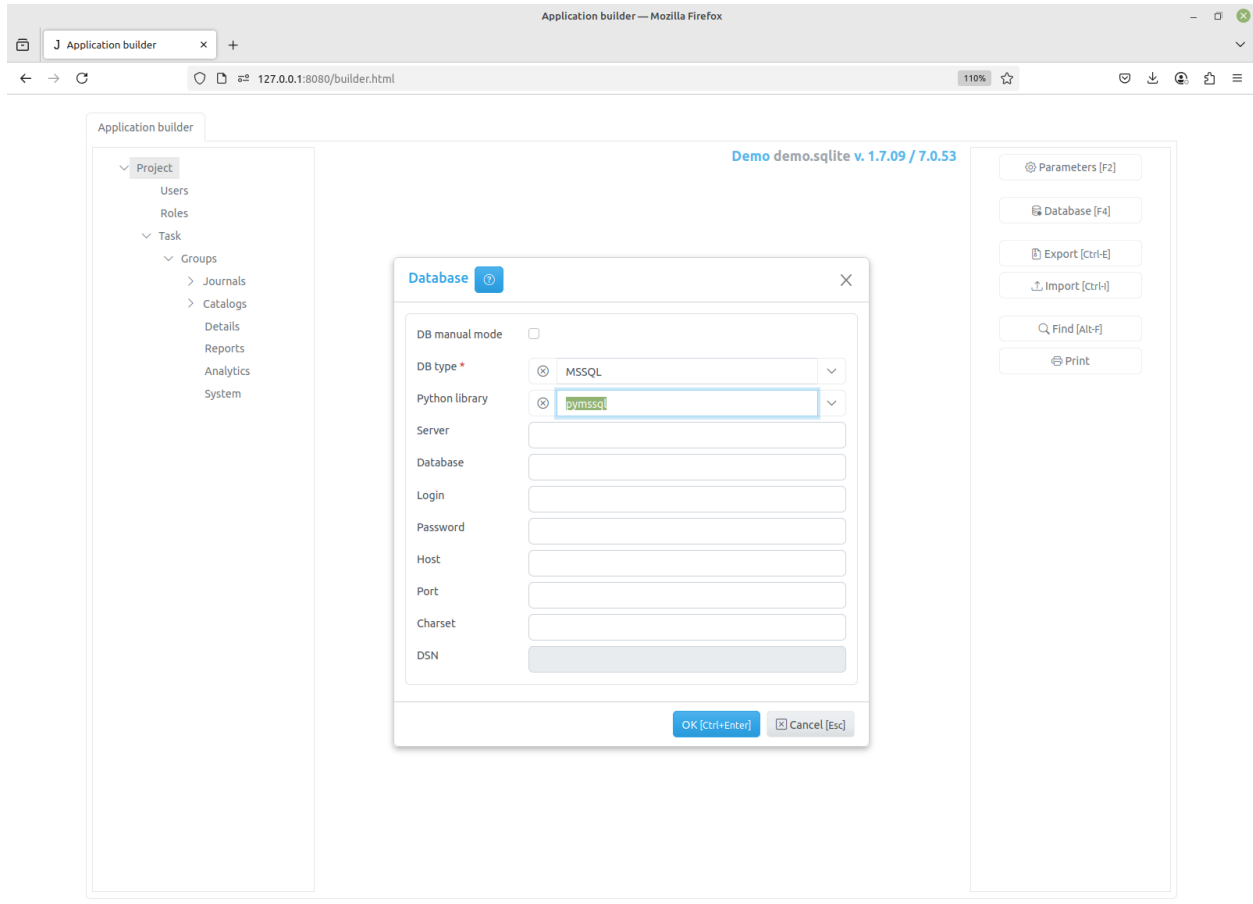 Application builder — Mozilla Firefox
J Application builder
127.0.0.1:8080/builder.html
110%
Application builder
Demo demo.sqlite v. 1.7.09 / 7.0.53
Project
Users
Roles
Task
Groups
Journals
Catalogs
Details
Reports
Analytics
System
Parameters [F2]
Database [F4]
Export [Ctrl-E]
Import [Ctrl-I]
Find [Alt-F]
Print
Database
DB manual mode
DB type * MSSQL
Python library pymssql
Server
Database
Login
Password
Host
Port
Charset
DSN
OK [Ctrl+Enter] Cancel [Esc]